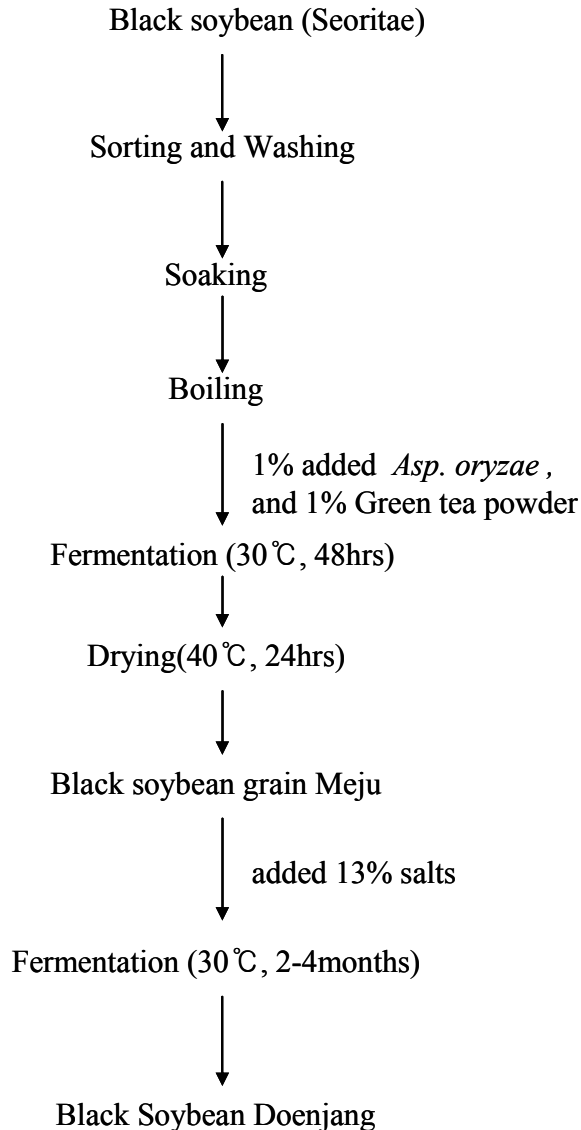 Black soybean (Seoritae)
Sorting and Washing
Soaking
Boiling
1% added Asp. oryzae ,
and 1% Green tea powder
Fermentation (30℃, 48hrs)
Drying(40℃, 24hrs)
Black soybean grain Meju
added 13% salts
Fermentation (30℃, 2-4months)
Black Soybean Doenjang